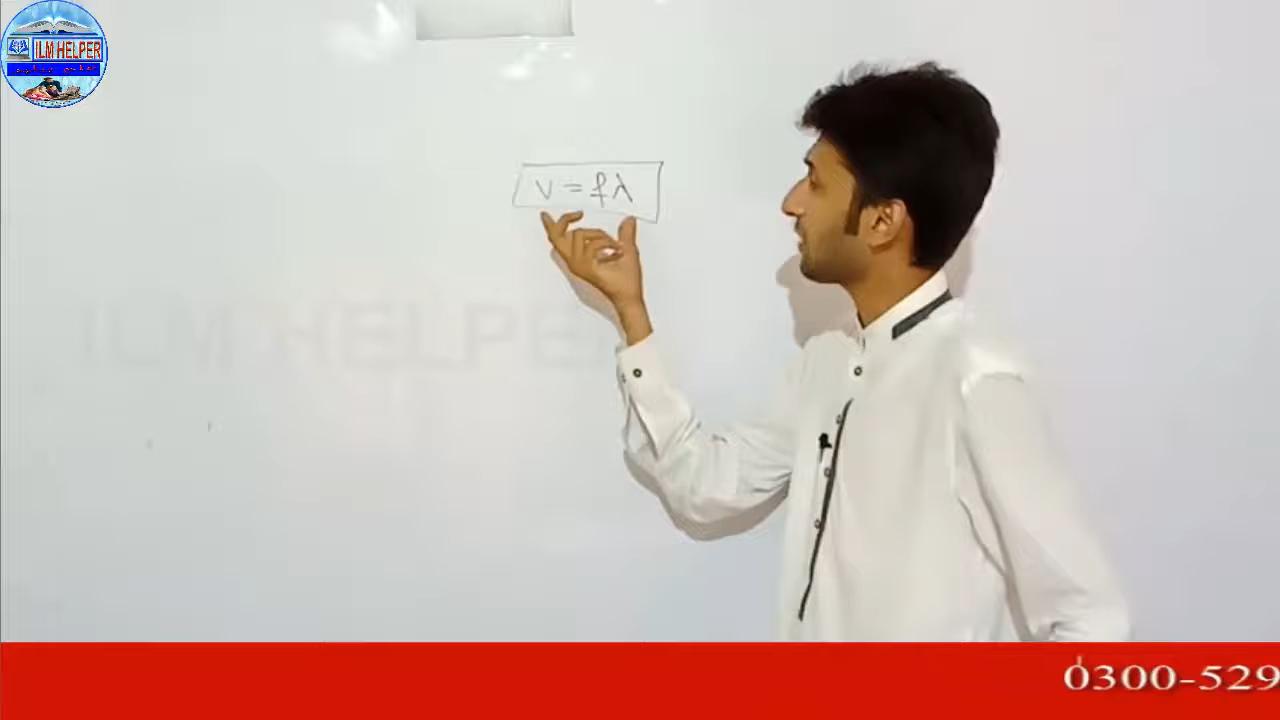 ILM HELPER
v = fλ
ILM HELPER
0300-529